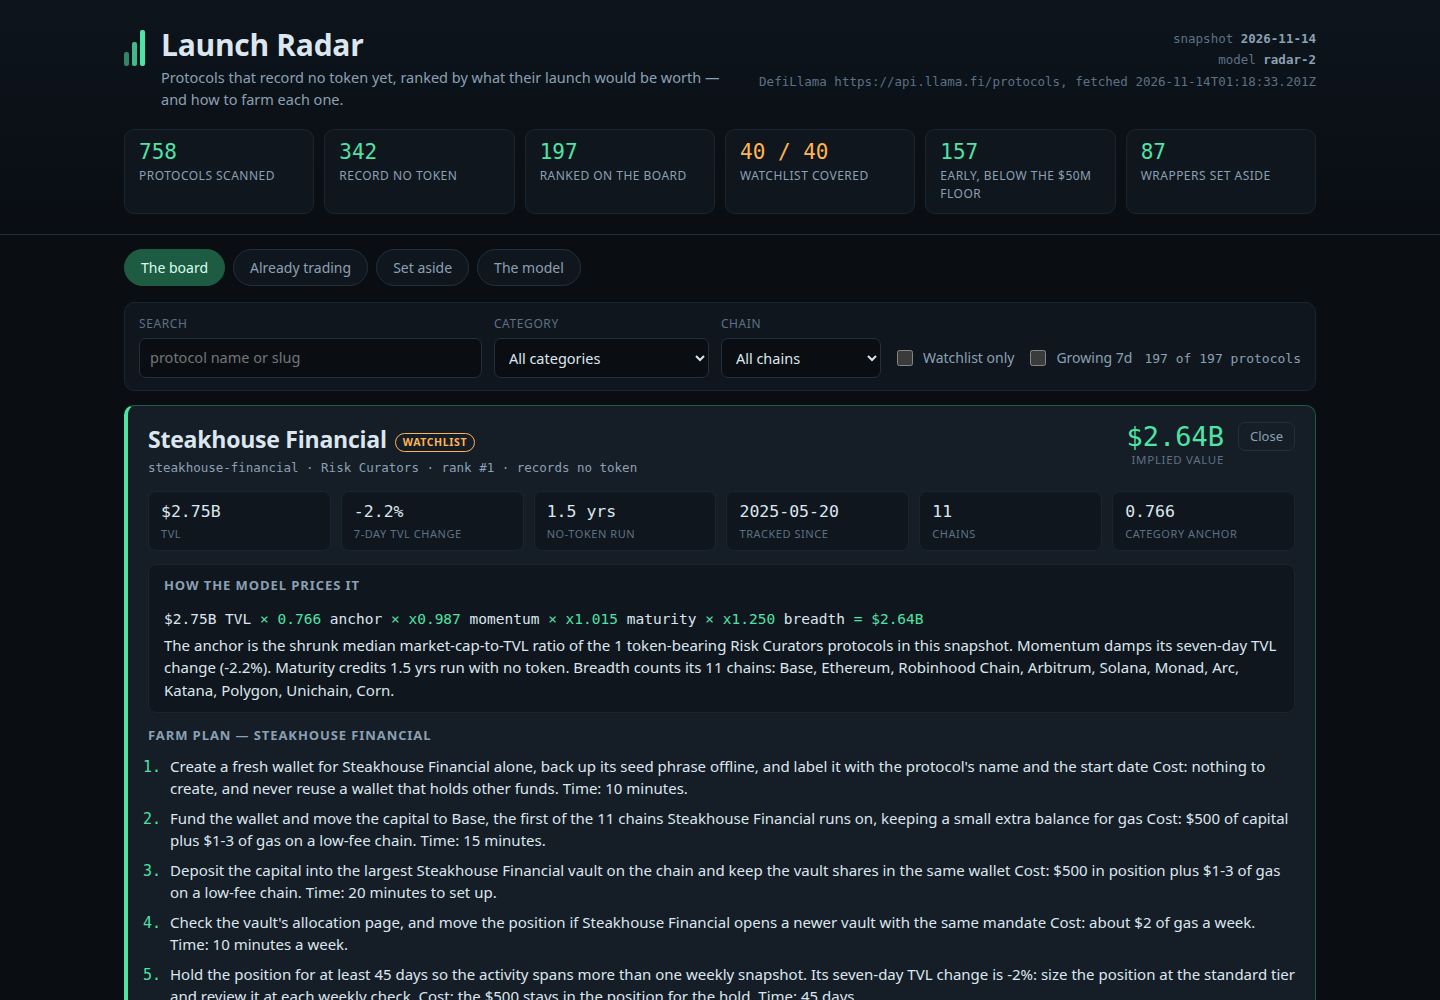 Launch Radar
Protocols that record no token yet, ranked by what their launch would be worth —
and how to farm each one.
snapshot 2026-11-14
model radar-2
DefiLlama https://api.llama.fi/protocols, fetched 2026-11-14T01:18:33.201Z
758
PROTOCOLS SCANNED
342
RECORD NO TOKEN
197
RANKED ON THE BOARD
40 / 40
WATCHLIST COVERED
157
EARLY, BELOW THE $50M
FLOOR
87
WRAPPERS SET ASIDE
The board
Already trading
Set aside
The model
SEARCH
protocol name or slug
CATEGORY
All categories
CHAIN
All chains
Watchlist only
Growing 7d
197 of 197 protocols
Steakhouse Financial WATCHLIST
steakhouse-financial · Risk Curators · rank #1 · records no token
$2.64B
IMPLIED VALUE
Close
$2.75B
TVL
-2.2%
7-DAY TVL CHANGE
1.5 yrs
NO-TOKEN RUN
2025-05-20
TRACKED SINCE
11
CHAINS
0.766
CATEGORY ANCHOR
HOW THE MODEL PRICES IT
$2.75B TVL × 0.766 anchor × x0.987 momentum × x1.015 maturity × x1.250 breadth = $2.64B
The anchor is the shrunk median market-cap-to-TVL ratio of the 1 token-bearing Risk Curators protocols in this snapshot. Momentum damps its seven-day TVL
change (-2.2%). Maturity credits 1.5 yrs run with no token. Breadth counts its 11 chains: Base, Ethereum, Robinhood Chain, Arbitrum, Solana, Monad, Arc,
Katana, Polygon, Unichain, Corn.
FARM PLAN — STEAKHOUSE FINANCIAL
1. Create a fresh wallet for Steakhouse Financial alone, back up its seed phrase offline, and label it with the protocol's name and the start date Cost: nothing to
create, and never reuse a wallet that holds other funds. Time: 10 minutes.
2. Fund the wallet and move the capital to Base, the first of the 11 chains Steakhouse Financial runs on, keeping a small extra balance for gas Cost: $500 of capital
plus $1-3 of gas on a low-fee chain. Time: 15 minutes.
3. Deposit the capital into the largest Steakhouse Financial vault on the chain and keep the vault shares in the same wallet Cost: $500 in position plus $1-3 of gas
on a low-fee chain. Time: 20 minutes to set up.
4. Check the vault's allocation page, and move the position if Steakhouse Financial opens a newer vault with the same mandate Cost: about $2 of gas a week.
Time: 10 minutes a week.
5. Hold the position for at least 45 days so the activity spans more than one weekly snapshot. Its seven-day TVL change is -2%: size the position at the standard tier
and review it at each weekly check. Cost: the $500 stays in the position for the hold. Time: 45 days.